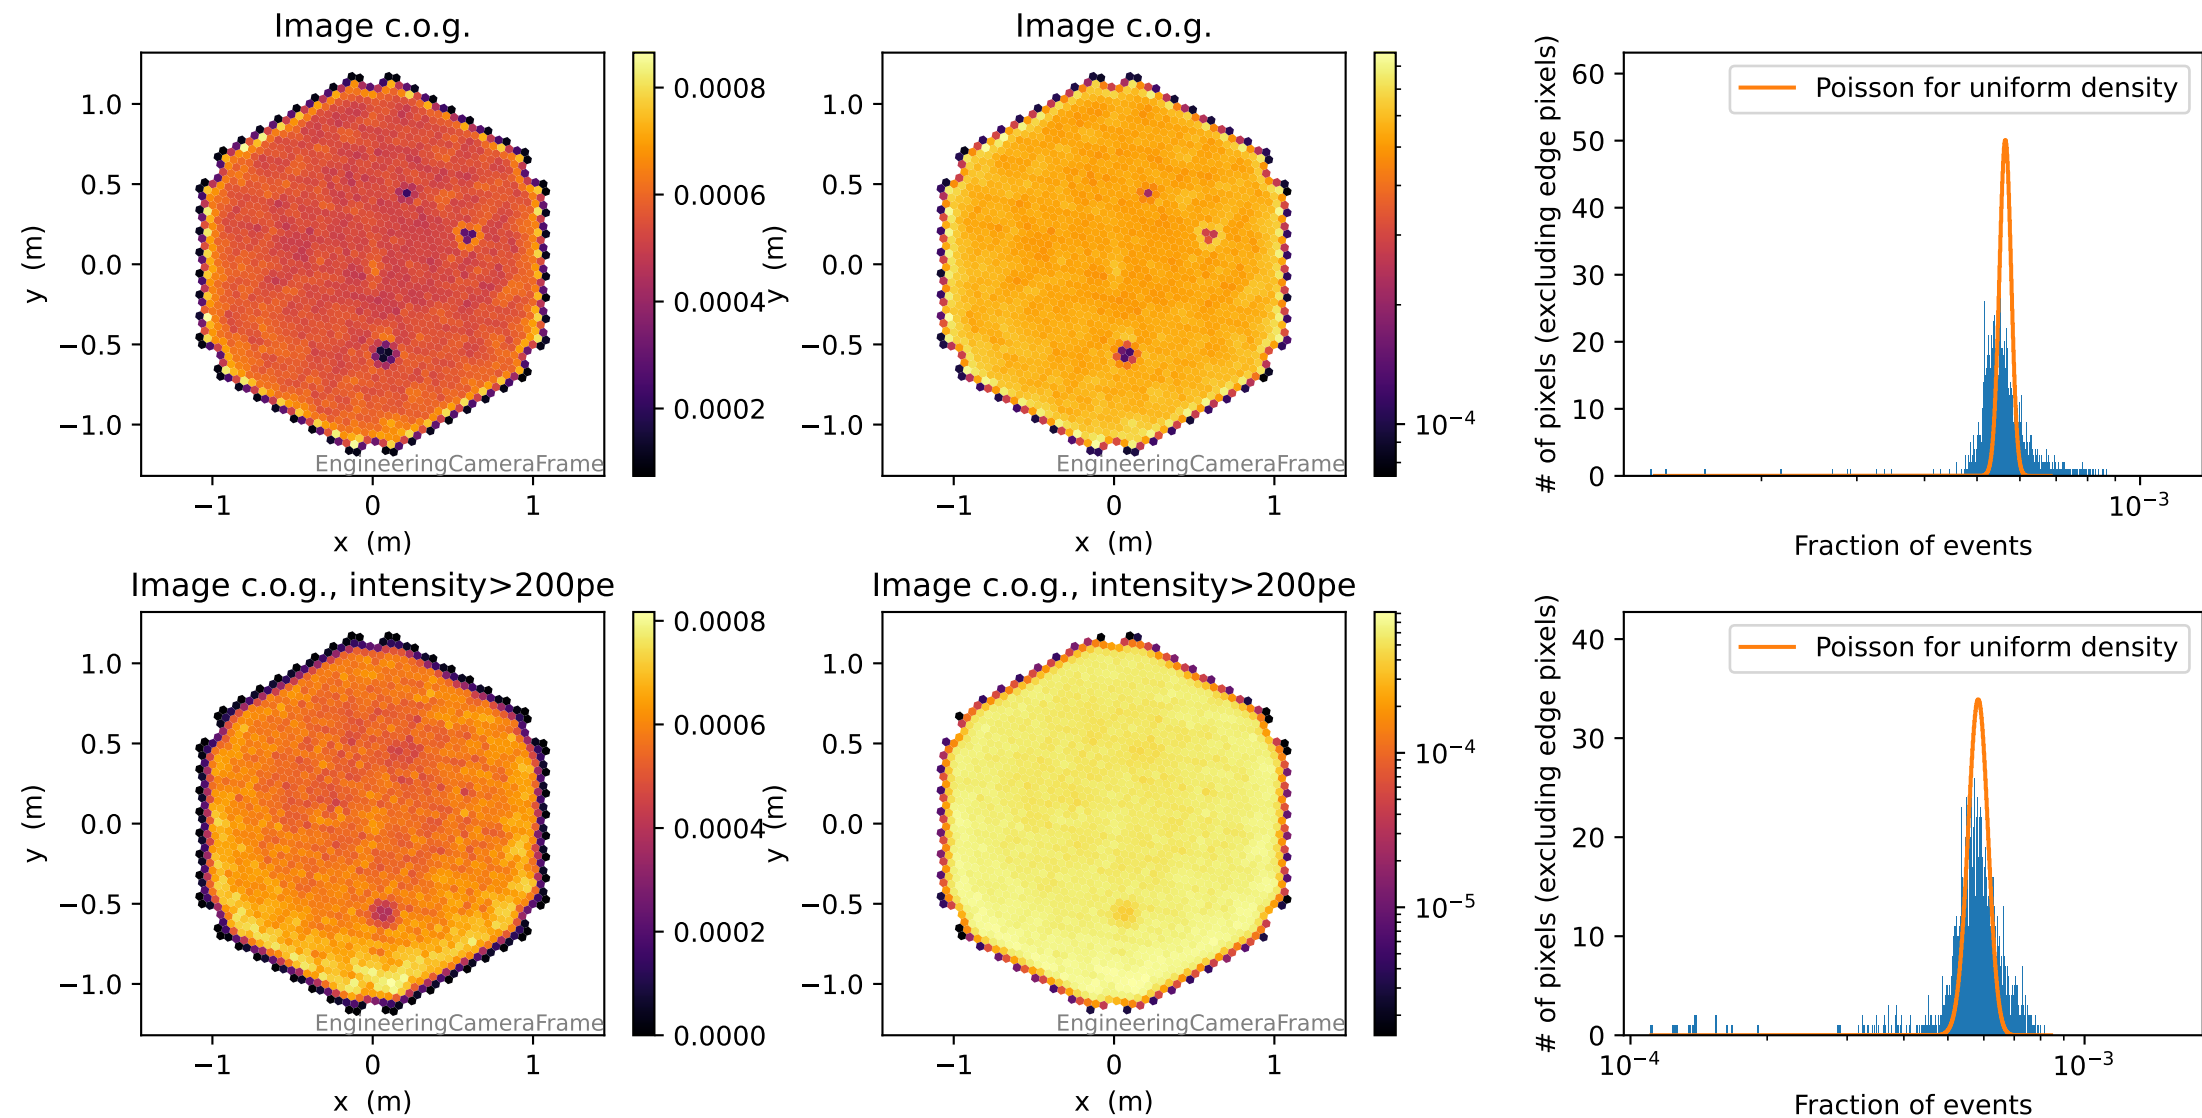 Image c.o.g.
1.0
0.5
0.0
−0.5
−1.0
y (m)
−1
0
1
x (m)
EngineeringCameraFrame
0.0008
0.0006
0.0004
0.0002
Image c.o.g.
1.0
0.5
0.0
−0.5
−1.0
y (m)
−1
0
1
x (m)
EngineeringCameraFrame
10⁻⁴
# of pixels (excluding edge pixels)
60
50
40
30
20
10
0
Poisson for uniform density
10⁻³
Fraction of events
Image c.o.g., intensity>200pe
1.0
0.5
0.0
−0.5
−1.0
y (m)
−1
0
1
x (m)
EngineeringCameraFrame
0.0008
0.0006
0.0004
0.0002
0.0000
Image c.o.g., intensity>200pe
1.0
0.5
0.0
−0.5
−1.0
y (m)
−1
0
1
x (m)
EngineeringCameraFrame
10⁻⁴
10⁻⁵
# of pixels (excluding edge pixels)
40
30
20
10
0
Poisson for uniform density
10⁻⁴
10⁻³
Fraction of events